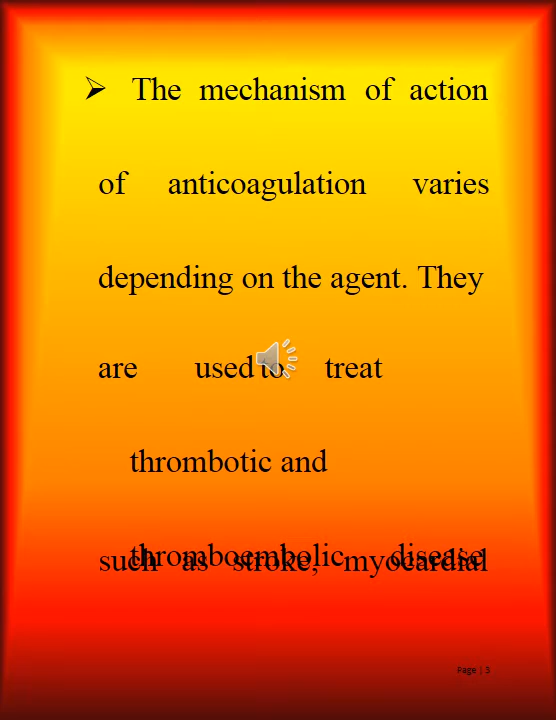 ➢ The mechanism of action
of anticoagulation varies
depending on the agent. They
are used to treat
thrombotic and
thromboembolic disease
such as stroke, myocardial
Page | 3